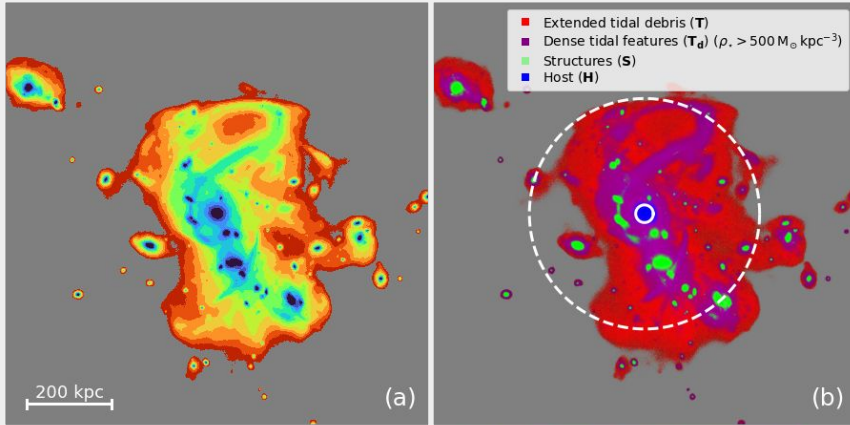 200 kpc
(a)
Extended tidal debris (T)
Dense tidal features (T_d) (ρ⋆ > 500 M⊙ kpc⁻³)
Structures (S)
Host (H)
(b)